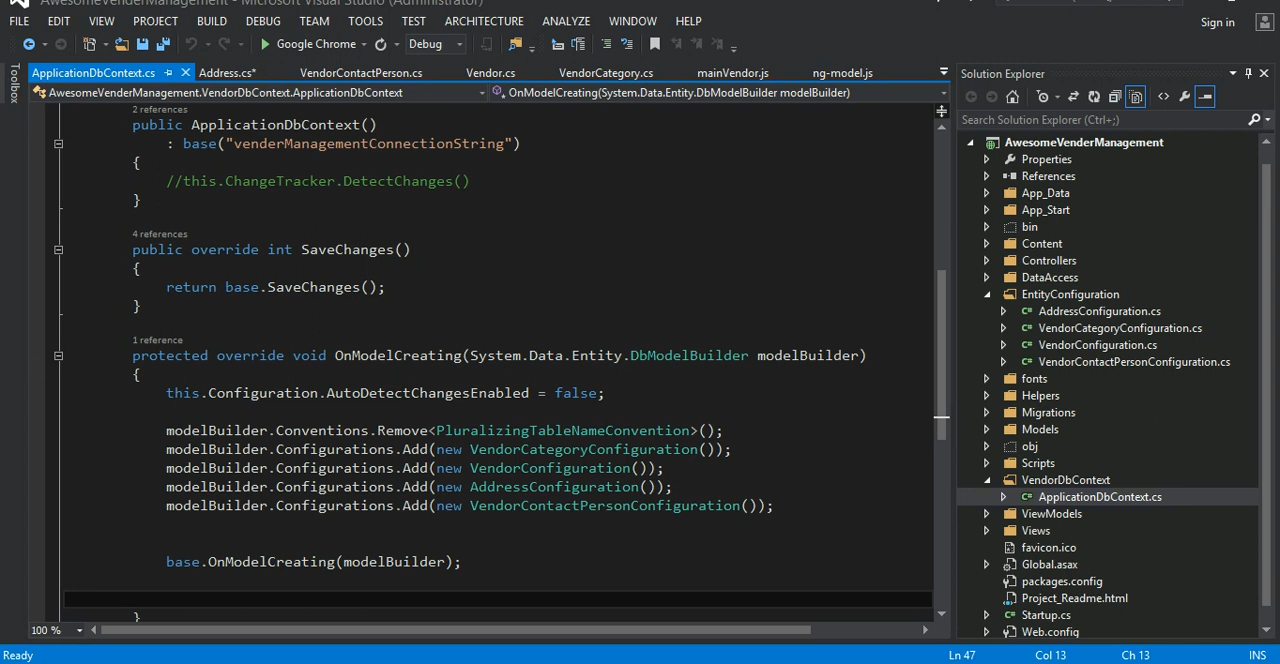 AwesomeVenderManagement - Microsoft Visual Studio (Administrator)
FILE EDIT VIEW PROJECT BUILD DEBUG TEAM TOOLS TEST ARCHITECTURE ANALYZE WINDOW HELP
Sign in
Google Chrome Debug
Toolbox
ApplicationDbContext.cs Address.cs* VendorContactPerson.cs Vendor.cs VendorCategory.cs mainVendor.js ng-model.js
AwesomeVenderManagement.VendorDbContext.ApplicationDbContext OnModelCreating(System.Data.Entity.DbModelBuilder modelBuilder)
2 references
public ApplicationDbContext()
: base("venderManagementConnectionString")
{
//this.ChangeTracker.DetectChanges()
}
4 references
public override int SaveChanges()
{
return base.SaveChanges();
}
1 reference
protected override void OnModelCreating(System.Data.Entity.DbModelBuilder modelBuilder)
{
this.Configuration.AutoDetectChangesEnabled = false;
modelBuilder.Conventions.Remove<PluralizingTableNameConvention>();
modelBuilder.Configurations.Add(new VendorCategoryConfiguration());
modelBuilder.Configurations.Add(new VendorConfiguration());
modelBuilder.Configurations.Add(new AddressConfiguration());
modelBuilder.Configurations.Add(new VendorContactPersonConfiguration());
base.OnModelCreating(modelBuilder);
}
100 %
Solution Explorer
Search Solution Explorer (Ctrl+;)
AwesomeVenderManagement
Properties
References
App_Data
App_Start
bin
Content
Controllers
DataAccess
EntityConfiguration
AddressConfiguration.cs
VendorCategoryConfiguration.cs
VendorConfiguration.cs
VendorContactPersonConfiguration.cs
fonts
Helpers
Migrations
Models
obj
Scripts
VendorDbContext
ApplicationDbContext.cs
ViewModels
Views
favicon.ico
Global.asax
packages.config
Project_Readme.html
Startup.cs
Web.config
Ready Ln 47 Col 13 Ch 13 INS